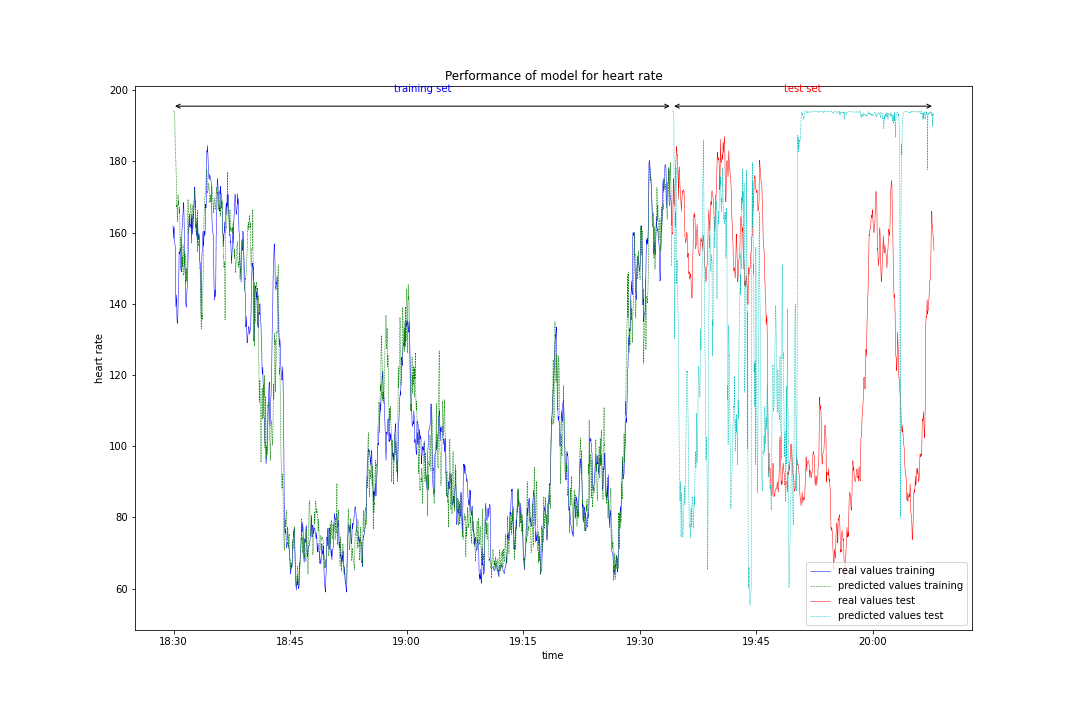 Performance of model for heart rate
training set
test set
200
180
160
140
120
100
80
60
heart rate
real values training
predicted values training
real values test
predicted values test
18:30
18:45
19:00
19:15
19:30
19:45
20:00
time